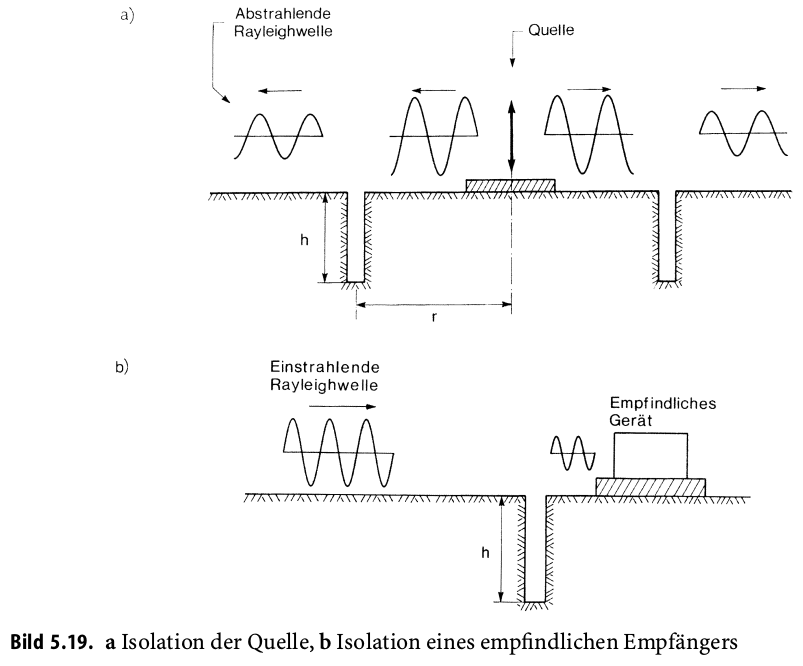 a)
Abstrahlende
Rayleighwelle
Quelle
h
r
b)
Einstrahlende
Rayleighwelle
Empfindliches
Gerät
h
Bild 5.19. a Isolation der Quelle, b Isolation eines empfindlichen Empfängers